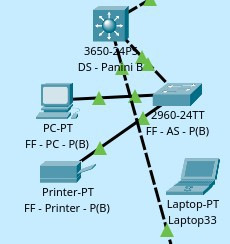 3650-24PS
DS - Panini B
2960-24TT
FF - AS - P(B)
PC-PT
FF - PC - P(B)
Printer-PT
FF - Printer - P(B)
Laptop-PT
Laptop33